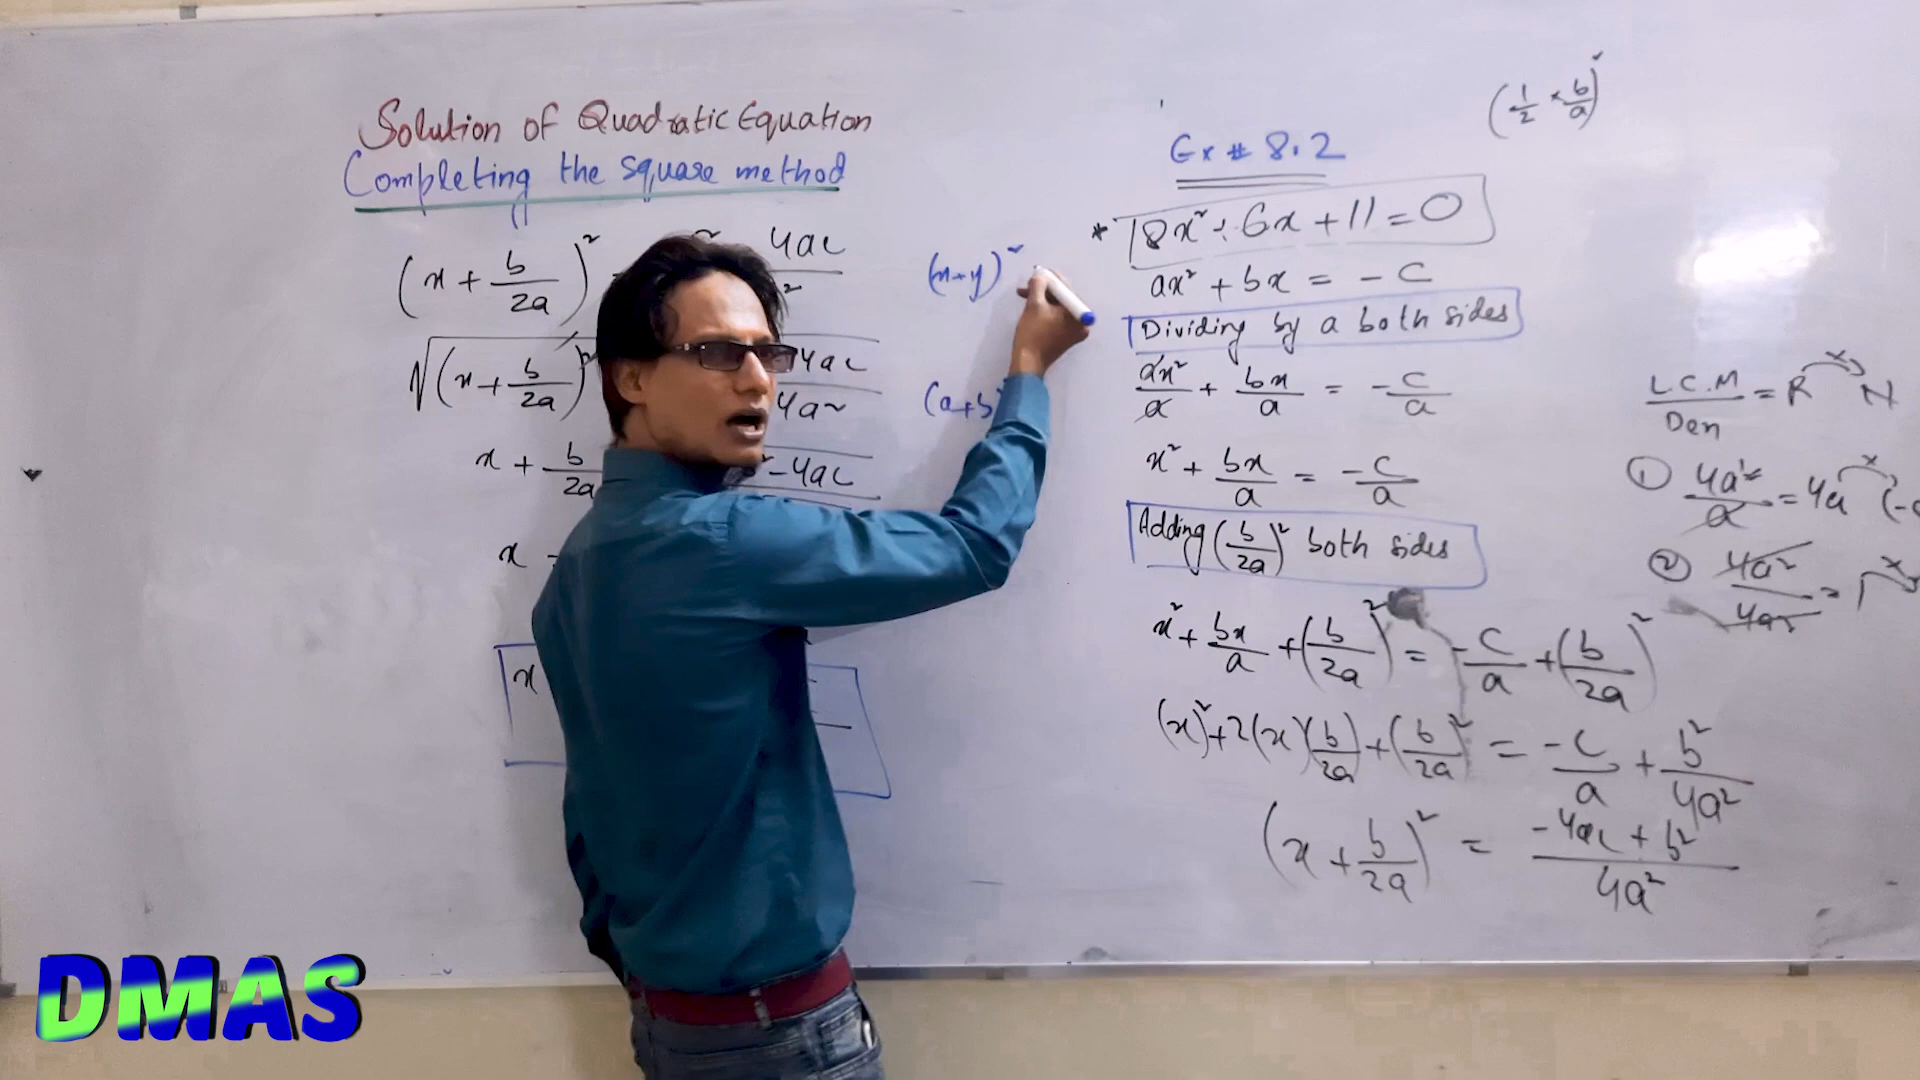 Solution of Quadratic Equation
Completing the square method
(x + b/2a)² 4ac
√(x + b/2a)² 4ac
4a²
x + b/2a ² - 4ac
x
x
(x+y)²
(a+b)
(1/2 × b/a)²
Ex # 8.2
* 18x² + 6x + 11 = 0
ax² + bx = - c
Dividing by a both sides
ax²/a + bx/a = - c/a
x² + bx/a = - c/a
Adding (b/2a)² both sides
x² + bx/a + (b/2a)² = - c/a + (b/2a)²
(x)² + 2(x)(b/2a) + (b/2a)² = - c/a + b²/4a²
(x + b/2a)² = - 4ac + b² / 4a²
L.C.M/Den = R × N
① 4a²/a = 4a × (-c
② 4a²/4a² = 1 ×
DMAS